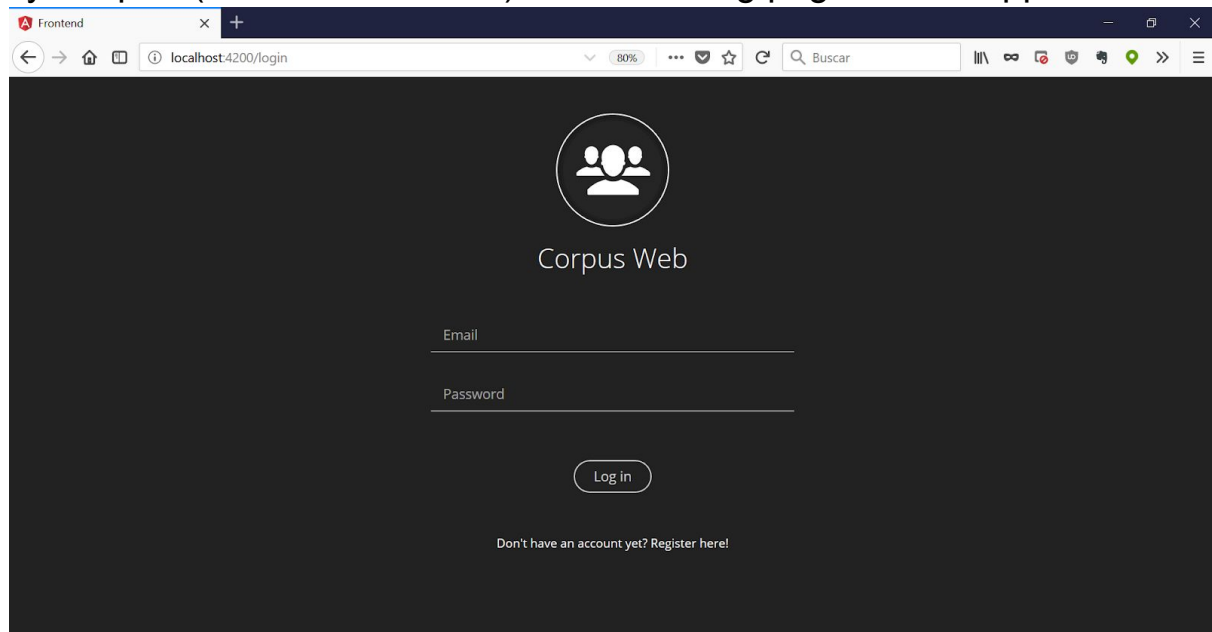 Frontend
localhost:4200/login
80%
Buscar
Corpus Web
Email
Password
Log in
Don't have an account yet? Register here!